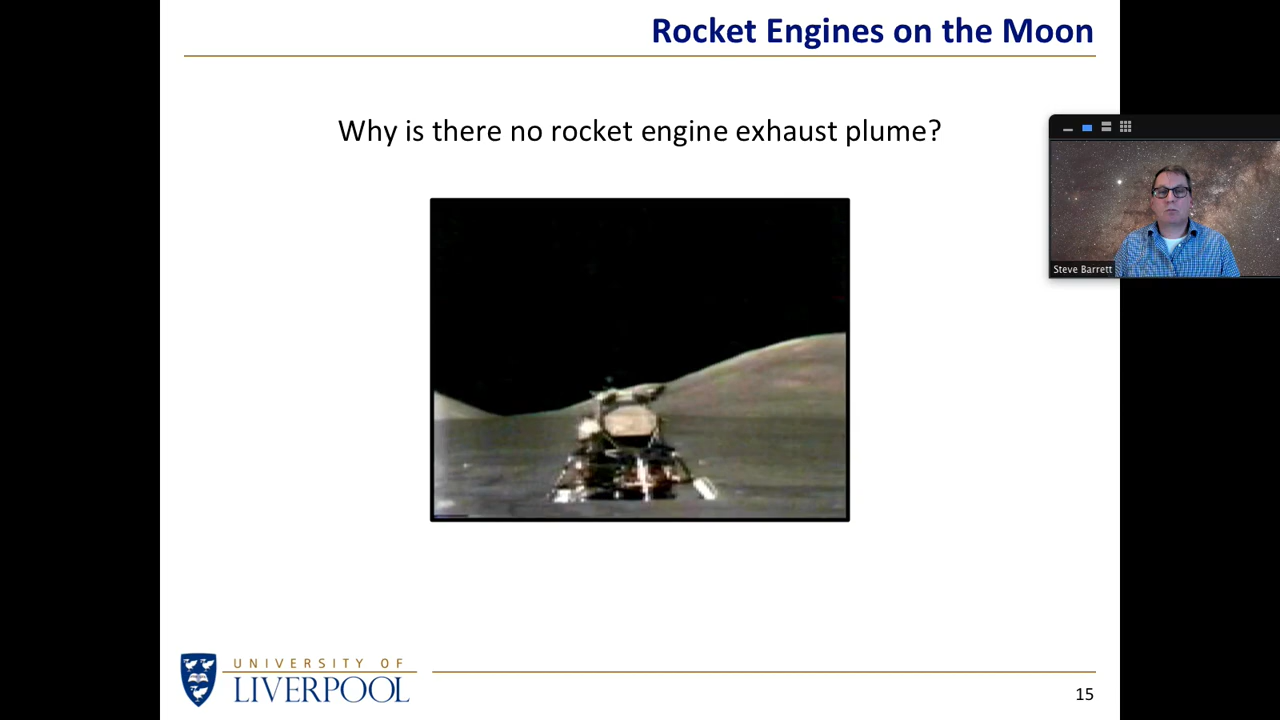 Rocket Engines on the Moon
Why is there no rocket engine exhaust plume?
Steve Barrett
UNIVERSITY OF
LIVERPOOL
15